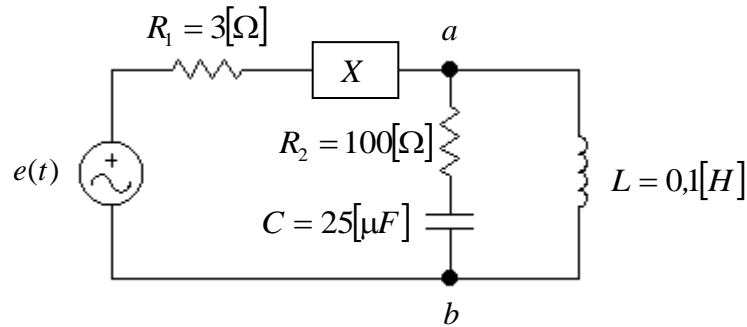 R₁ = 3[Ω]
a
X
R₂ = 100[Ω]
e(t)
+
L = 0,1[H]
C = 25[μF]
b